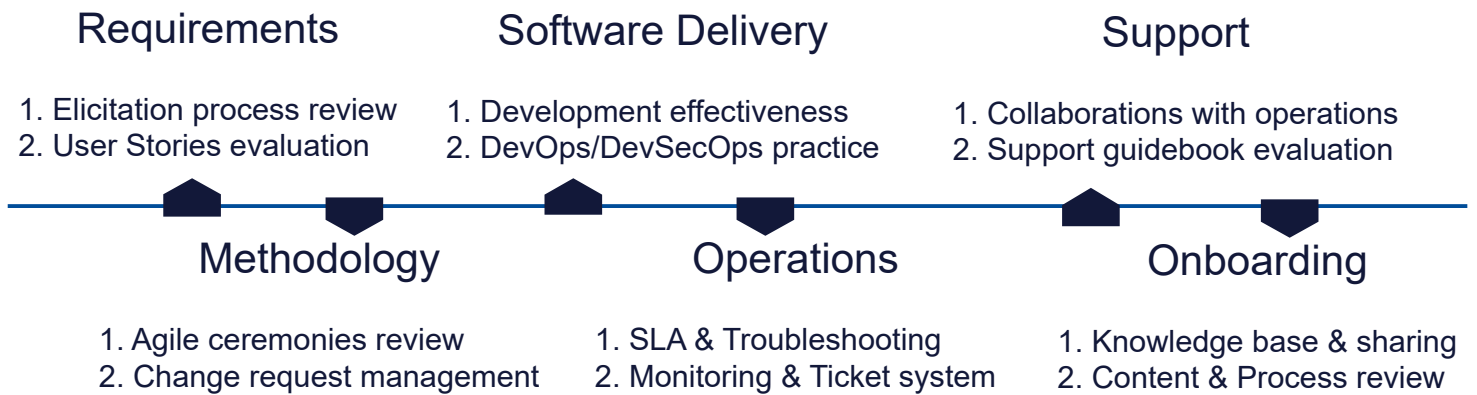 Requirements
1. Elicitation process review
2. User Stories evaluation
Methodology
1. Agile ceremonies review
2. Change request management
Software Delivery
1. Development effectiveness
2. DevOps/DevSecOps practice
Operations
1. SLA & Troubleshooting
2. Monitoring & Ticket system
Support
1. Collaborations with operations
2. Support guidebook evaluation
Onboarding
1. Knowledge base & sharing
2. Content & Process review